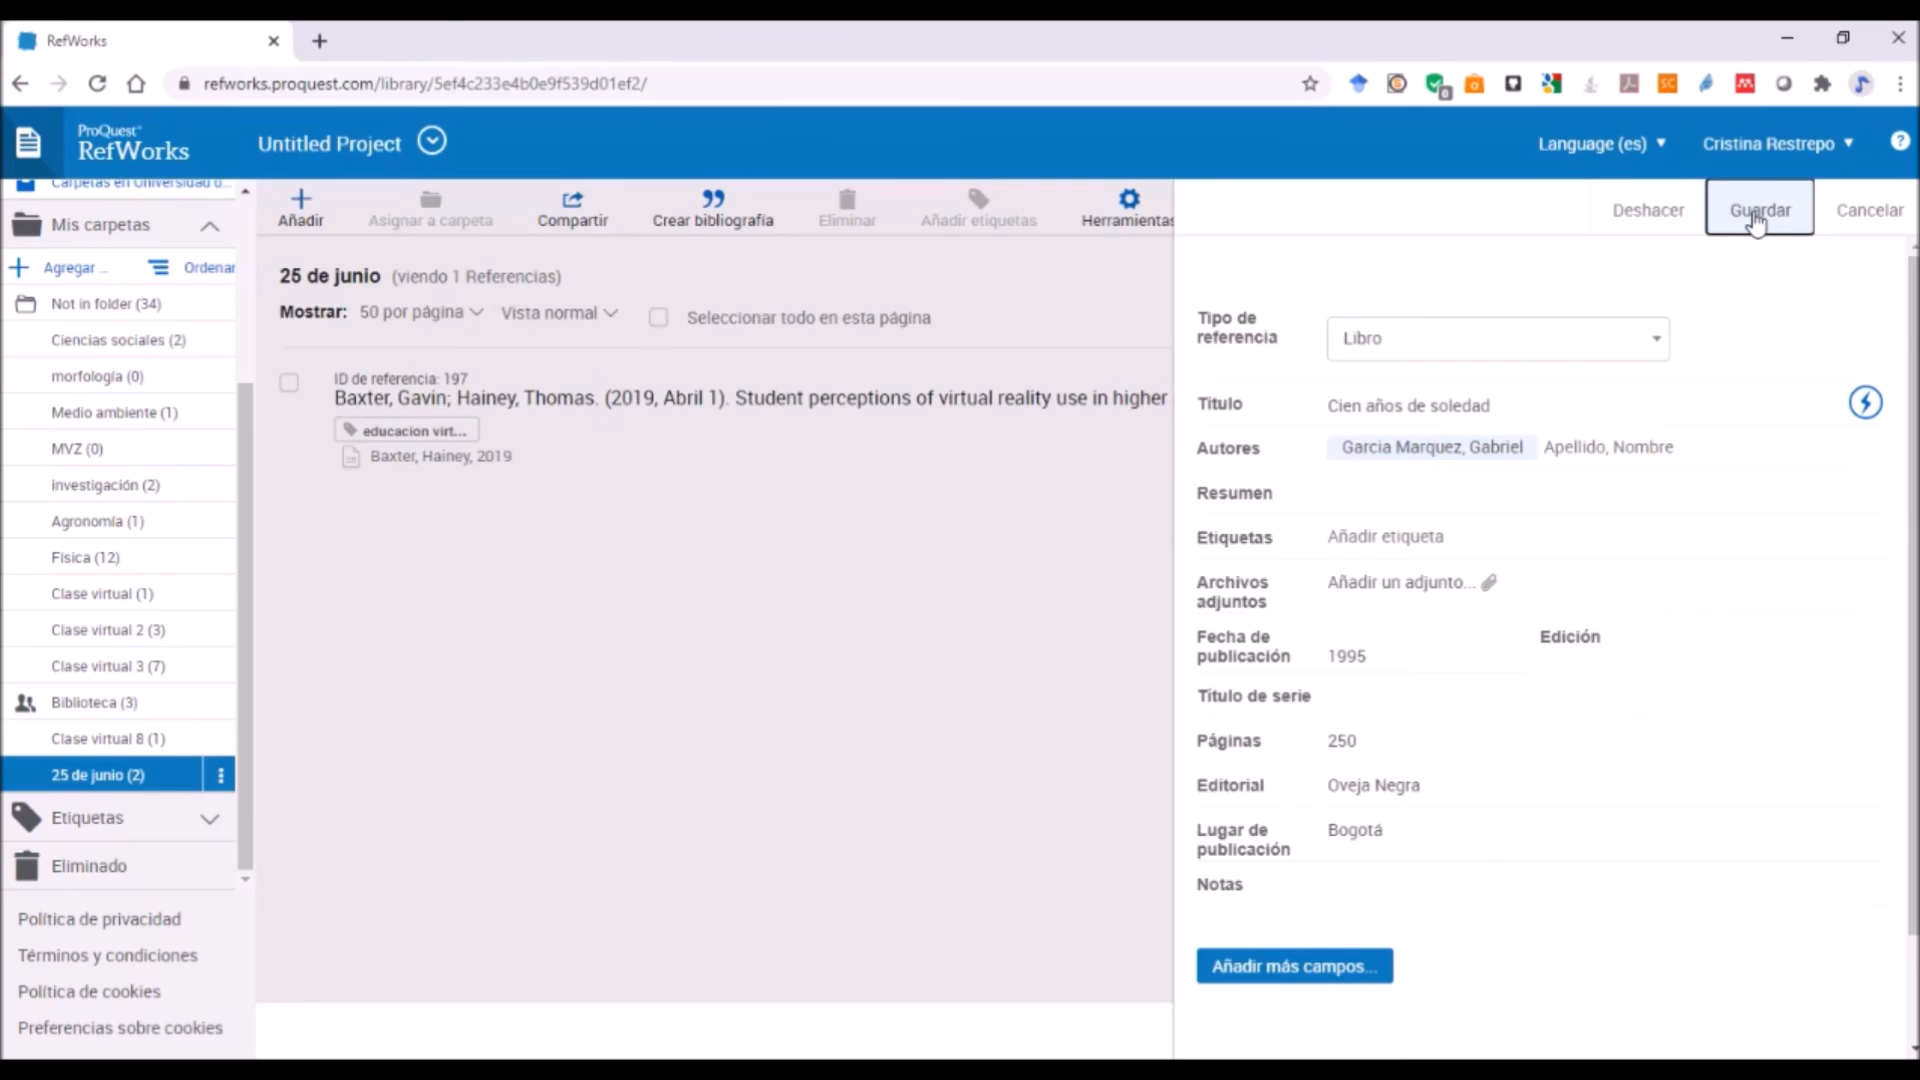 RefWorks
refworks.proquest.com/library/5ef4c233e4b0e9f539d01ef2/
ProQuest
RefWorks
Untitled Project
Language (es)
Cristina Restrepo
Carpetas en Universidad d...
Mis carpetas
Agregar ...
Ordenar
Not in folder (34)
Ciencias sociales (2)
morfología (0)
Medio ambiente (1)
MVZ (0)
investigación (2)
Agronomía (1)
Física (12)
Clase virtual (1)
Clase virtual 2 (3)
Clase virtual 3 (7)
Biblioteca (3)
Clase virtual 8 (1)
25 de junio (2)
Etiquetas
Eliminado
Política de privacidad
Términos y condiciones
Política de cookies
Preferencias sobre cookies
Añadir
Asignar a carpeta
Compartir
Crear bibliografía
Eliminar
Añadir etiquetas
Herramientas
25 de junio (viendo 1 Referencias)
Mostrar: 50 por página Vista normal Seleccionar todo en esta página
ID de referencia: 197
Baxter, Gavin; Hainey, Thomas. (2019, Abril 1). Student perceptions of virtual reality use in higher
educacion virt...
Baxter, Hainey, 2019
Deshacer
Guardar
Cancelar
Tipo de referencia
Libro
Título
Cien años de soledad
Autores
Garcia Marquez, Gabriel Apellido, Nombre
Resumen
Etiquetas
Añadir etiqueta
Archivos adjuntos
Añadir un adjunto...
Fecha de publicación
1995
Edición
Título de serie
Páginas
250
Editorial
Oveja Negra
Lugar de publicación
Bogotá
Notas
Añadir más campos...